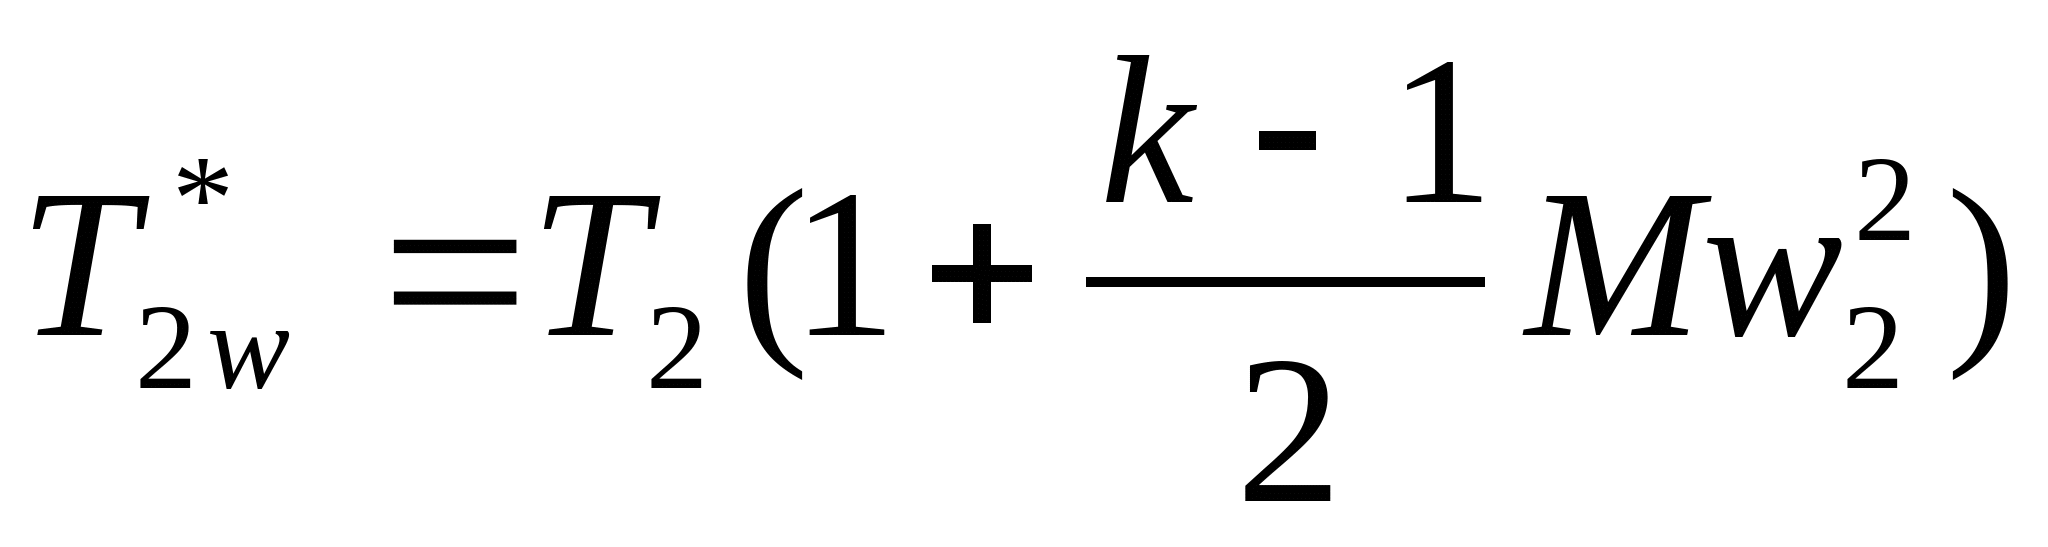 T*2w = T2 (1 + k - 1 / 2 Mw2^2)